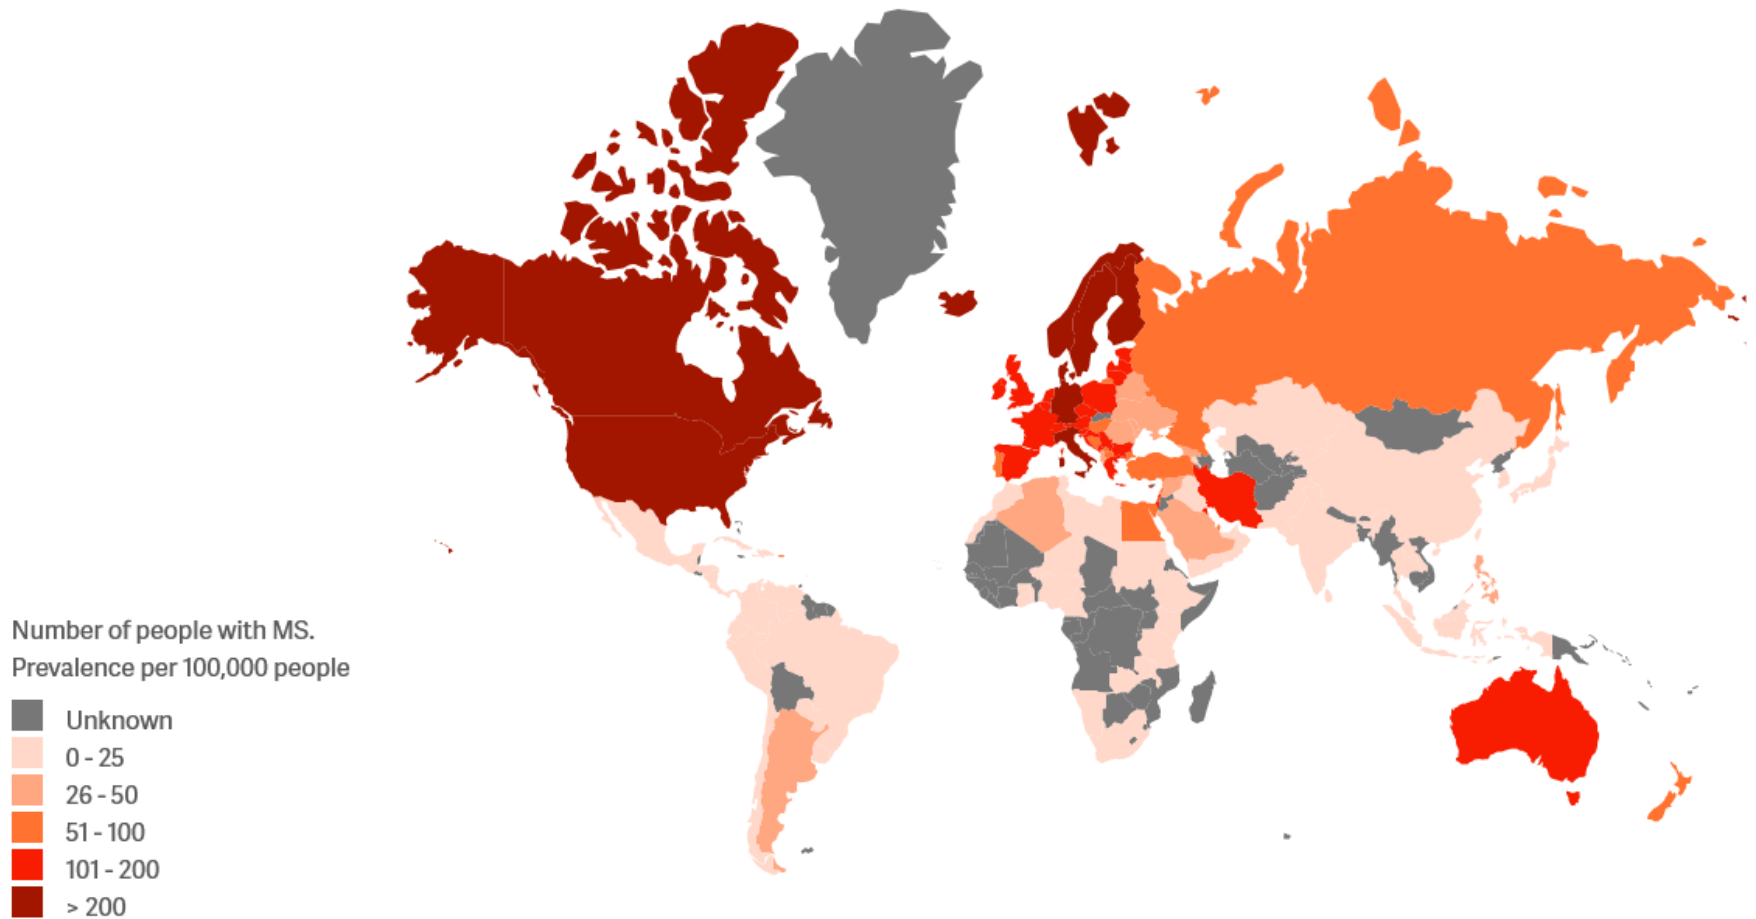 Number of people with MS.
Prevalence per 100,000 people
Unknown
0 - 25
26 - 50
51 - 100
101 - 200
> 200